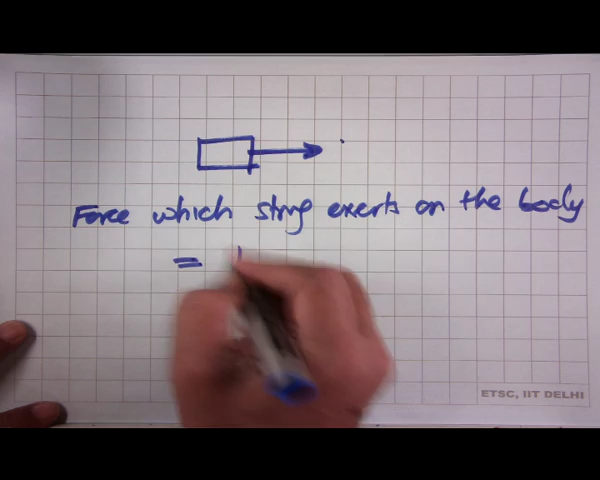 Force which string exerts on the body
=
ETSC, IIT DELHI